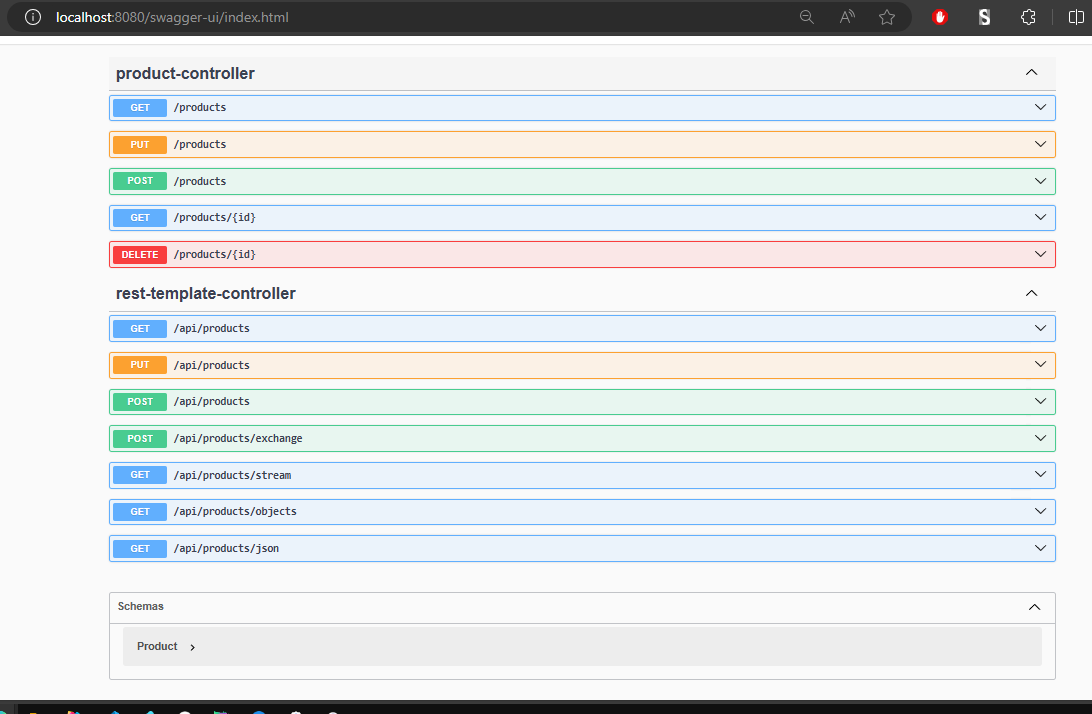 localhost:8080/swagger-ui/index.html
product-controller
GET /products
PUT /products
POST /products
GET /products/{id}
DELETE /products/{id}
rest-template-controller
GET /api/products
PUT /api/products
POST /api/products
POST /api/products/exchange
GET /api/products/stream
GET /api/products/objects
GET /api/products/json
Schemas
Product